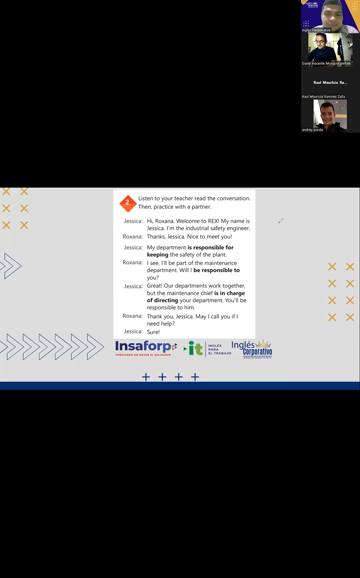 Raul Mauricio Ra...
2
Listen to your teacher read the conversation.
Then, practice with a partner.
Jessica: Hi, Roxana. Welcome to REX! My name is
Jessica. I'm the industrial safety engineer.
Roxana: Thanks, Jessica. Nice to meet you!
Jessica: My department is responsible for
keeping the safety of the plant.
Roxana: I see. I'll be part of the maintenance
department. Will I be responsible to
you?
Jessica: Great! Our departments work together,
but the maintenance chief is in charge
of directing your department. You'll be
responsible to him.
Roxana: Thank you, Jessica. May I call you if I
need help?
Jessica: Sure!
Insaforp
it
INGLÉS
PARA
EL TRABAJO
Inglés
Corporativo